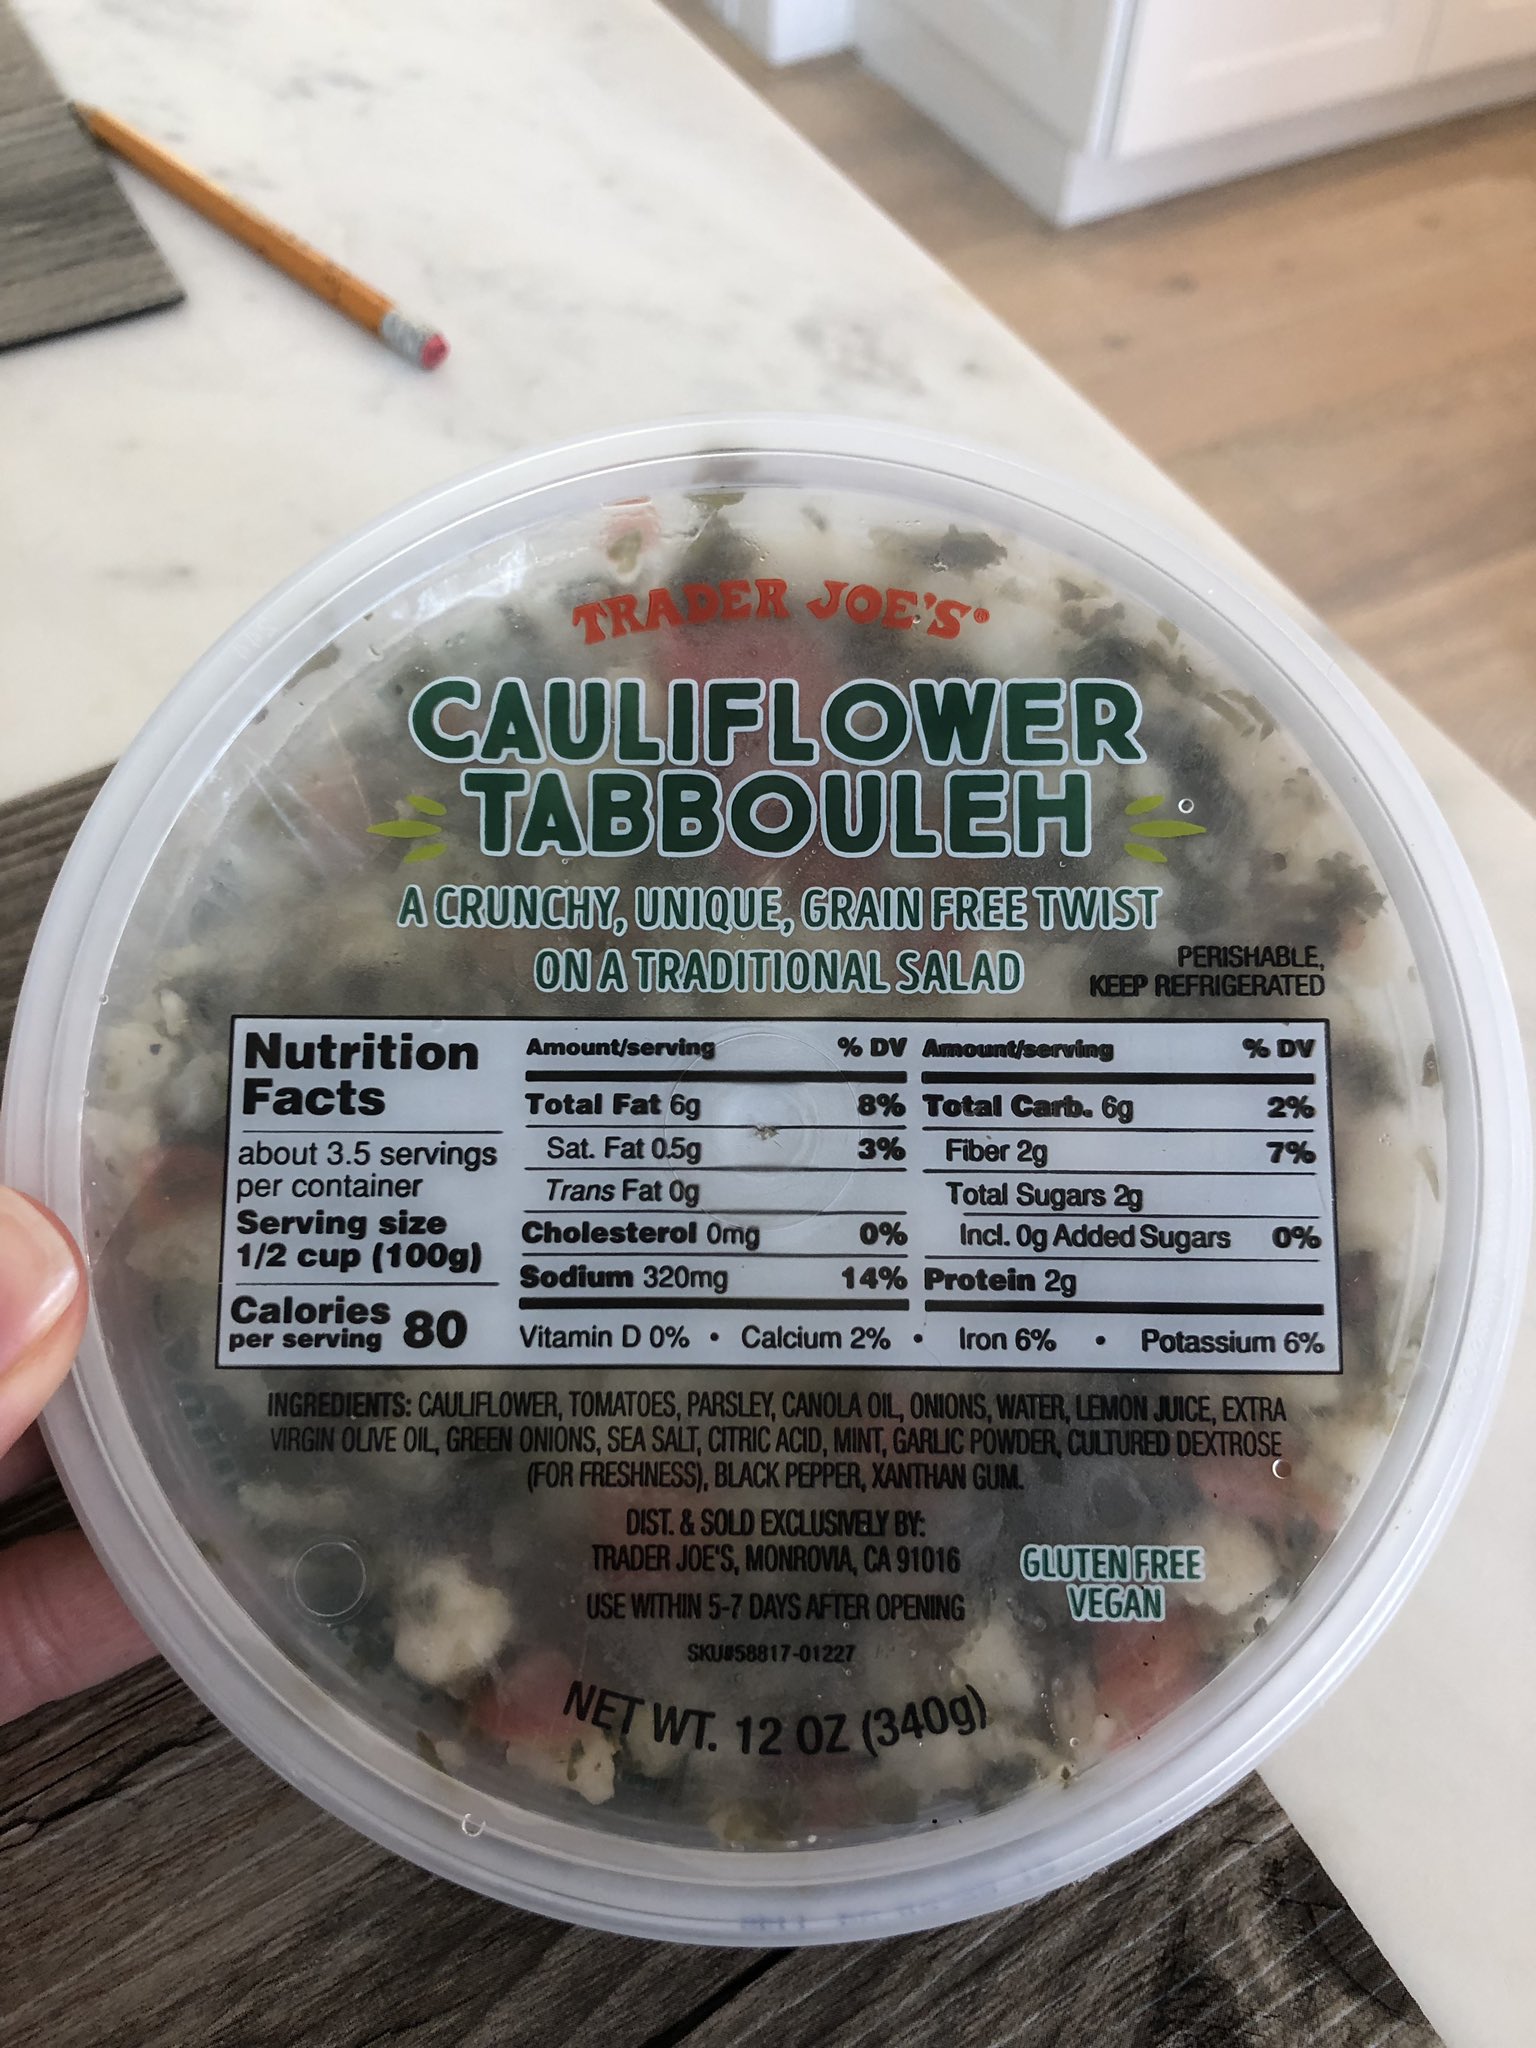 TRADER JOE'S®
CAULIFLOWER
TABBOULEH
A CRUNCHY, UNIQUE, GRAIN FREE TWIST
ON A TRADITIONAL SALAD
PERISHABLE,
KEEP REFRIGERATED
Nutrition
Facts
about 3.5 servings
per container
Serving size
1/2 cup (100g)
Calories
per serving 80
Amount/serving % DV
Total Fat 6g 8%
Sat. Fat 0.5g 3%
Trans Fat 0g
Cholesterol 0mg 0%
Sodium 320mg 14%
Amount/serving % DV
Total Carb. 6g 2%
Fiber 2g 7%
Total Sugars 2g
Incl. 0g Added Sugars 0%
Protein 2g
Vitamin D 0% • Calcium 2% • Iron 6% • Potassium 6%
INGREDIENTS: CAULIFLOWER, TOMATOES, PARSLEY, CANOLA OIL, ONIONS, WATER, LEMON JUICE, EXTRA
VIRGIN OLIVE OIL, GREEN ONIONS, SEA SALT, CITRIC ACID, MINT, GARLIC POWDER, CULTURED DEXTROSE
(FOR FRESHNESS), BLACK PEPPER, XANTHAN GUM.
DIST. & SOLD EXCLUSIVELY BY:
TRADER JOE'S, MONROVIA, CA 91016
USE WITHIN 5-7 DAYS AFTER OPENING
SKU#58817-01227
GLUTEN FREE
VEGAN
NET WT. 12 OZ (340g)